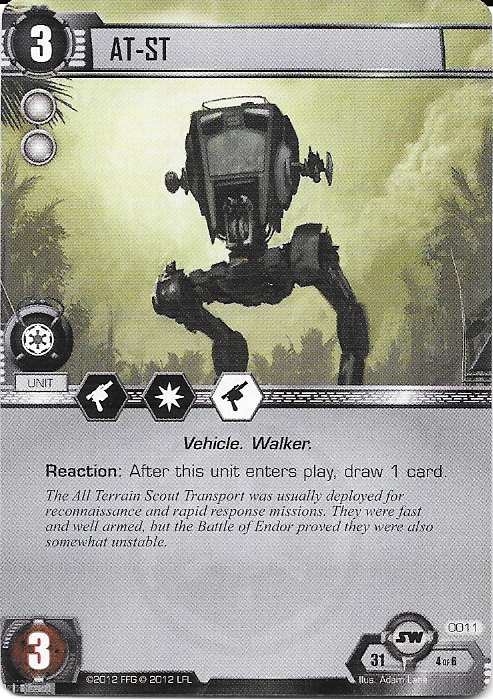 3
AT-ST
UNIT
Vehicle. Walker.
Reaction: After this unit enters play, draw 1 card.
The All Terrain Scout Transport was usually deployed for
reconnaissance and rapid response missions. They were fast
and well armed, but the Battle of Endor proved they were also
somewhat unstable.
3
0011
SW
31
4 OF 6
Illus. Adam Lane
©2012 FFG © 2012 LFL